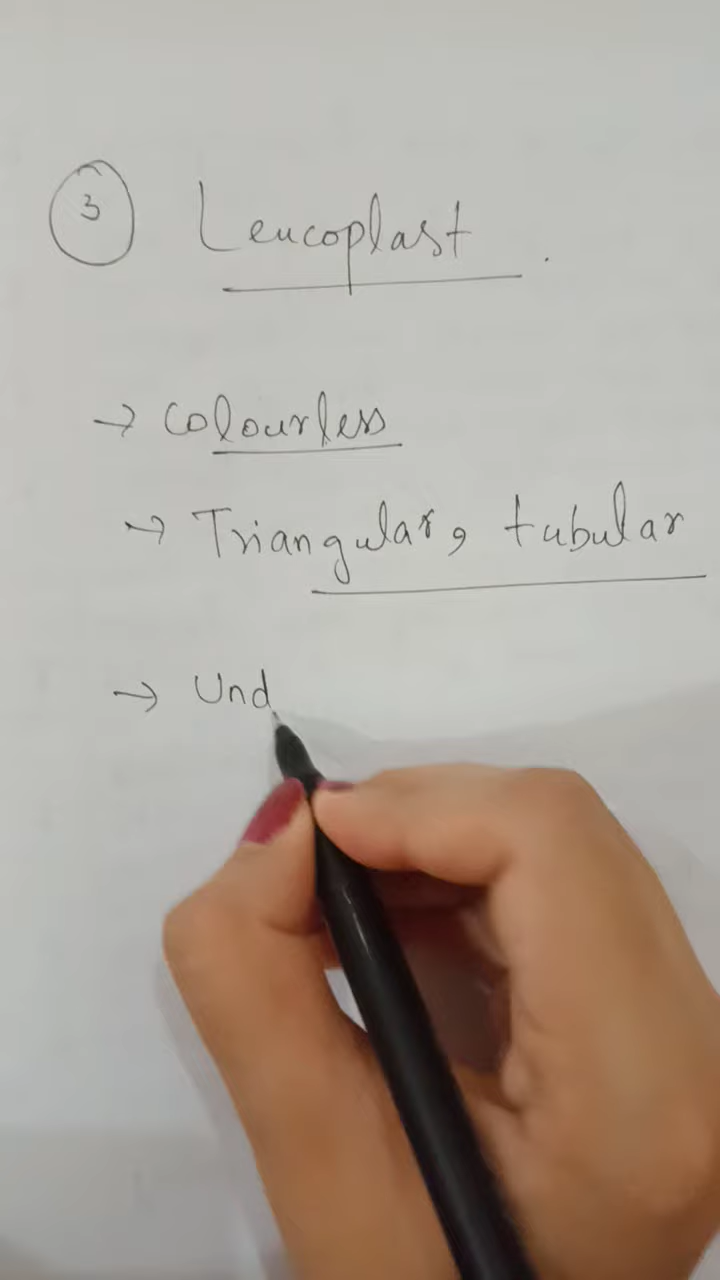 3 Leucoplast .
→ Colourless
→ Triangular, tubular
→ Und